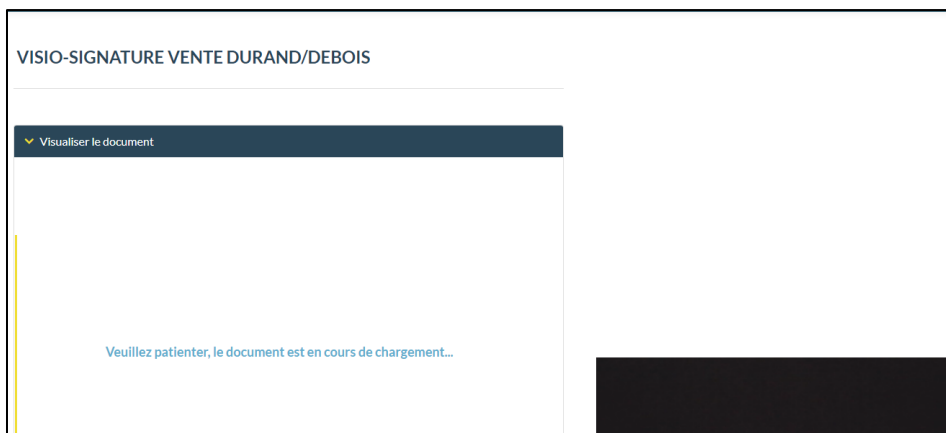 VISIO-SIGNATURE VENTE DURAND/DEBOIS
Visualiser le document
Veuillez patienter, le document est en cours de chargement...